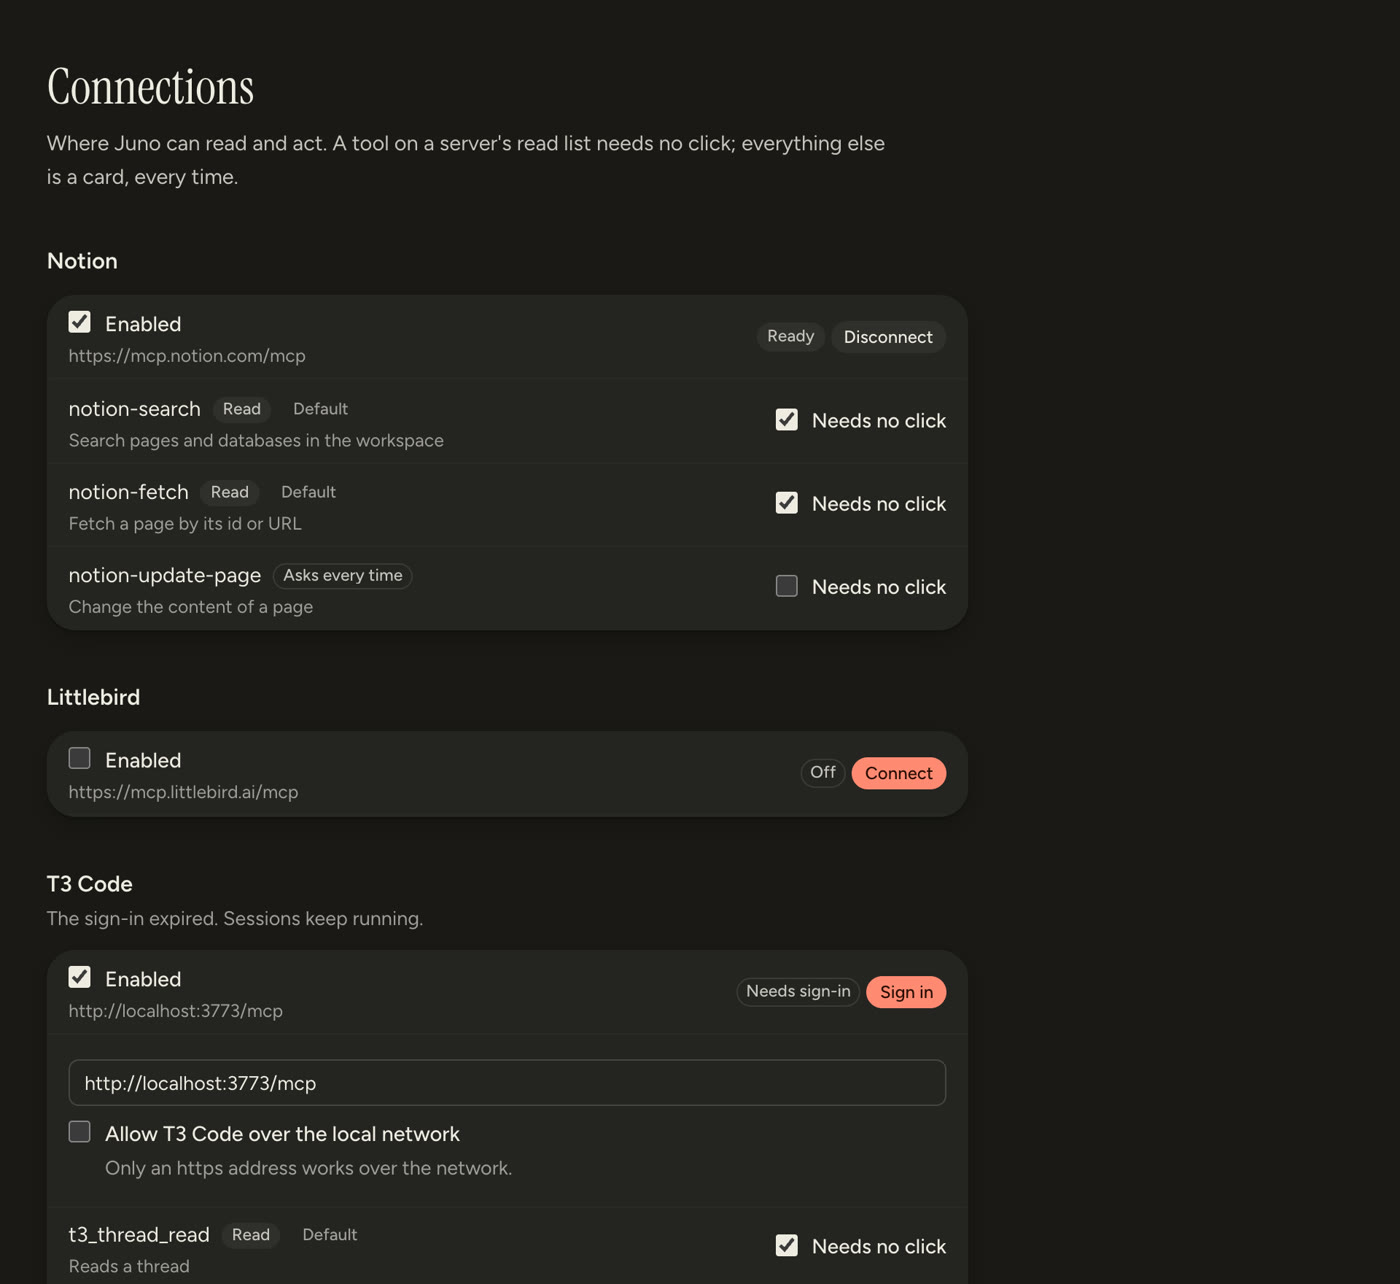 Connections
Where Juno can read and act. A tool on a server's read list needs no click; everything else
is a card, every time.
Notion
Enabled
https://mcp.notion.com/mcp
Ready
Disconnect
notion-search Read Default
Search pages and databases in the workspace
Needs no click
notion-fetch Read Default
Fetch a page by its id or URL
Needs no click
notion-update-page Asks every time
Change the content of a page
Needs no click
Littlebird
Enabled
https://mcp.littlebird.ai/mcp
Off
Connect
T3 Code
The sign-in expired. Sessions keep running.
Enabled
http://localhost:3773/mcp
Needs sign-in
Sign in
http://localhost:3773/mcp
Allow T3 Code over the local network
Only an https address works over the network.
t3_thread_read Read Default
Reads a thread
Needs no click